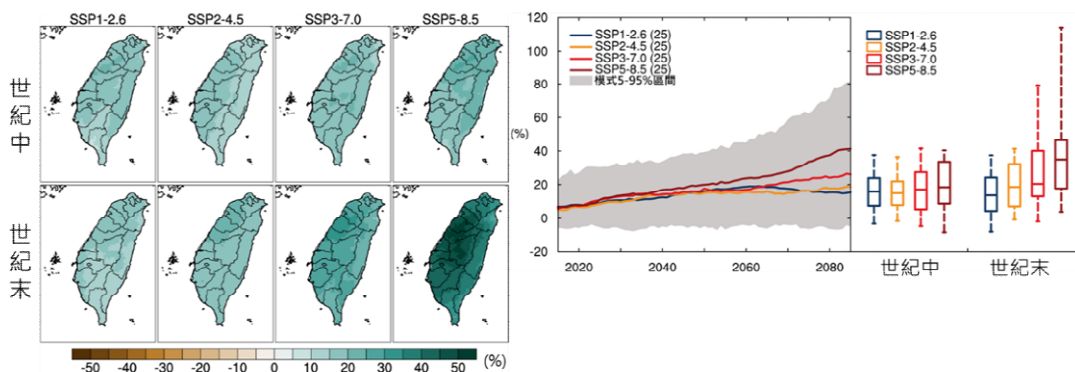 SSP1-2.6 SSP2-4.5 SSP3-7.0 SSP5-8.5
世紀中
世紀末
-50 -40 -30 -20 -10 0 10 20 30 40 50 (%)
(%)
120
100
80
60
40
20
0
-20
SSP1-2.6 (25)
SSP2-4.5 (25)
SSP3-7.0 (25)
SSP5-8.5 (25)
模式5-95%區間
2020 2040 2060 2080
SSP1-2.6
SSP2-4.5
SSP3-7.0
SSP5-8.5
世紀中 世紀末